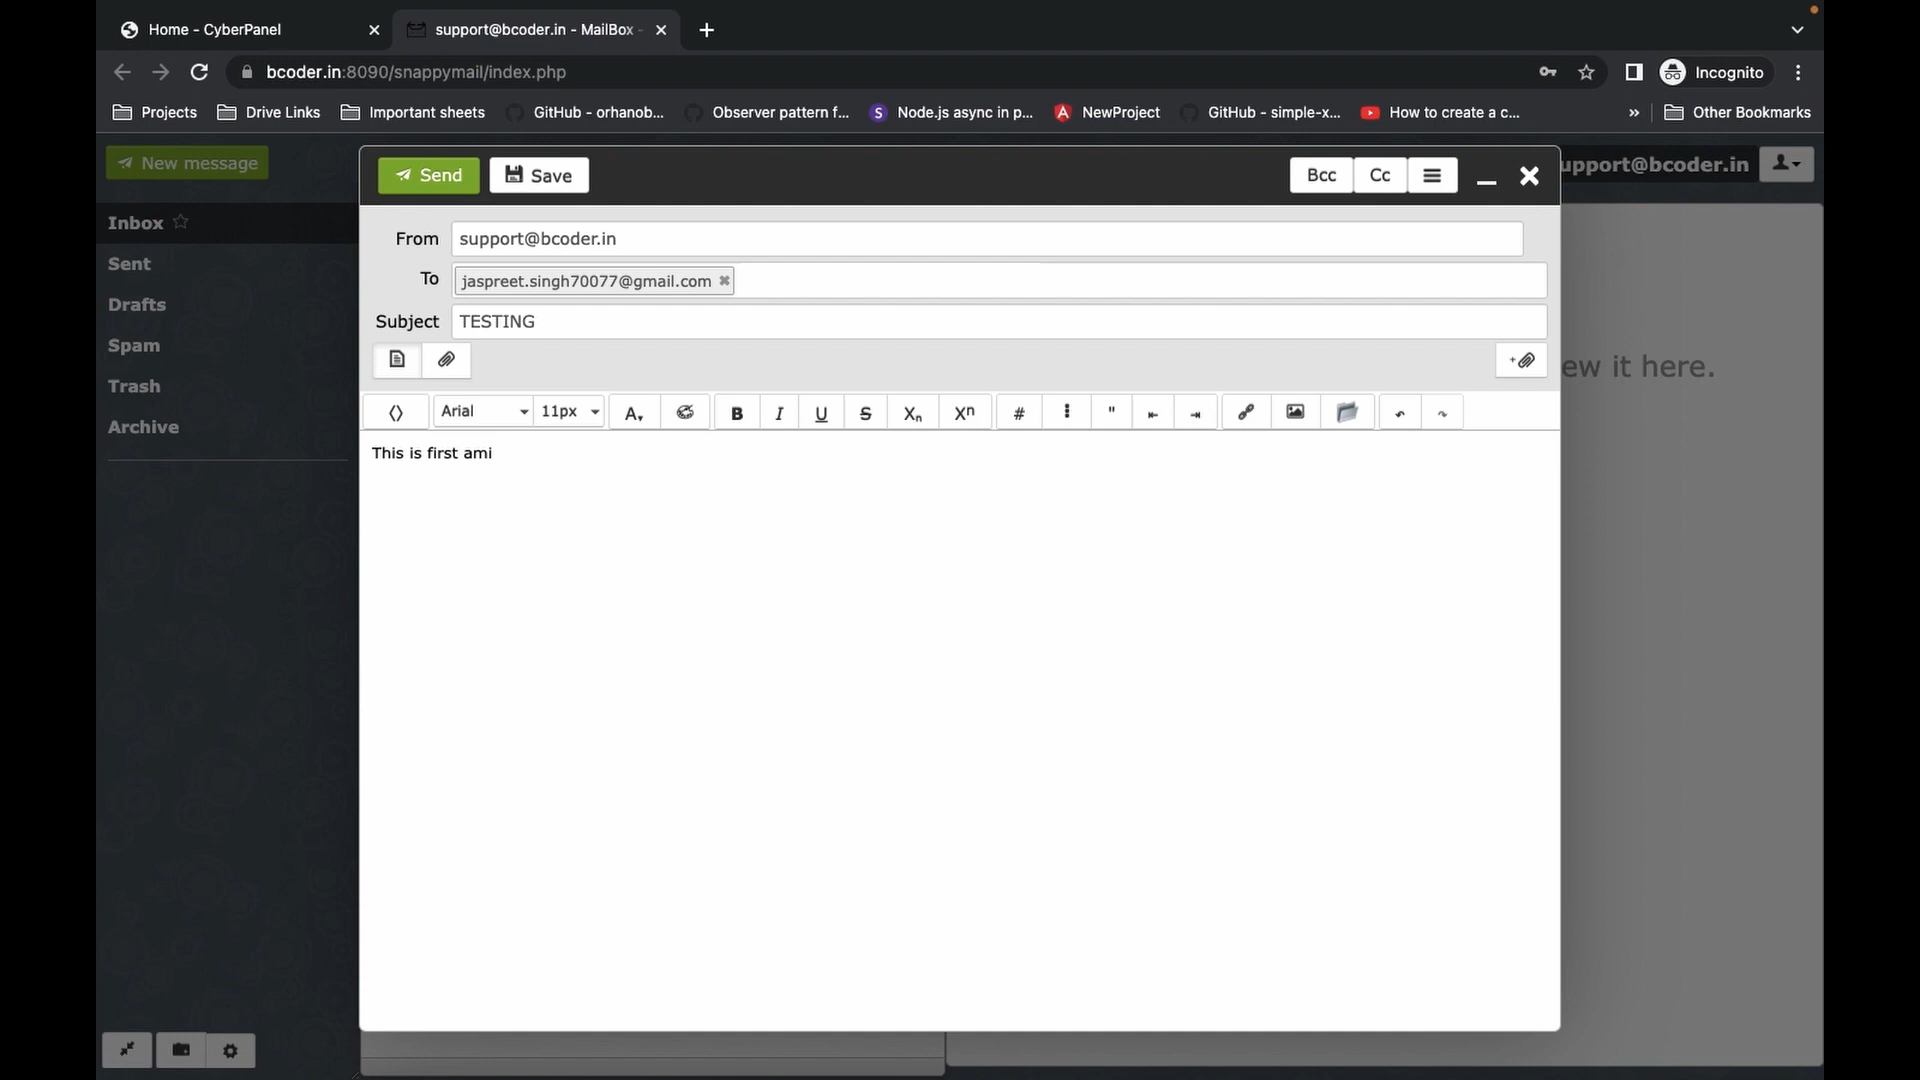 Home - CyberPanel
support@bcoder.in - MailBox -
bcoder.in:8090/snappymail/index.php
Incognito
Projects
Drive Links
Important sheets
GitHub - orhanob...
Observer pattern f...
S
Node.js async in p...
NewProject
GitHub - simple-x...
How to create a c...
»
Other Bookmarks
New message
Send
Save
Bcc
Cc
upport@bcoder.in
Inbox
Sent
Drafts
Spam
Trash
Archive
From
support@bcoder.in
To
jaspreet.singh70077@gmail.com
Subject
TESTING
ew it here.
Arial
11px
A
B
I
U
S
Xn
Xn
#
"
This is first ami